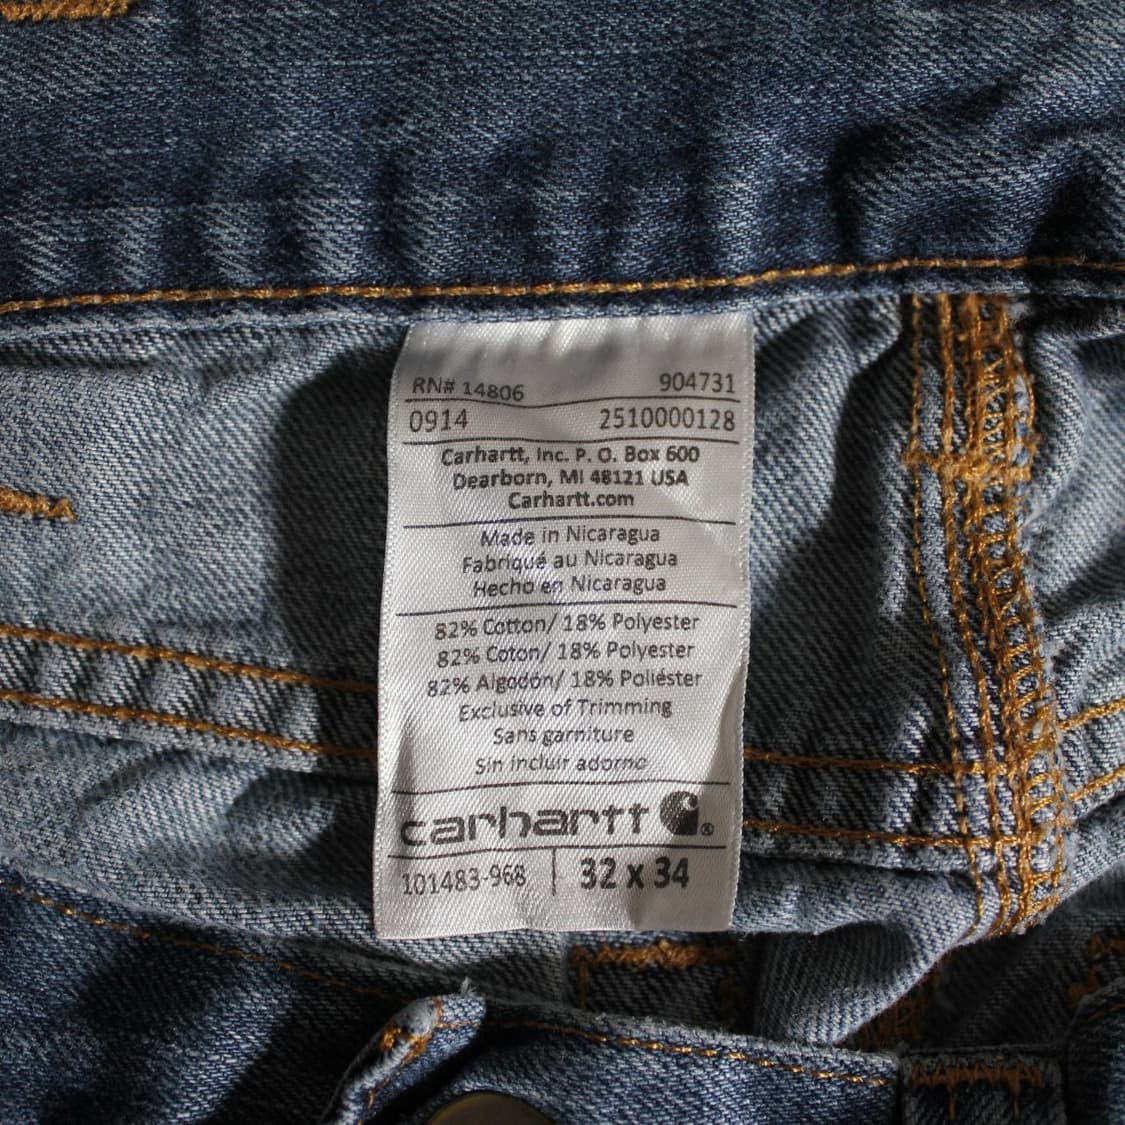 RN# 14806 904731
0914 2510000128
Carhartt, Inc. P. O. Box 600
Dearborn, MI 48121 USA
Carhartt.com
Made in Nicaragua
Fabriqué au Nicaragua
Hecho en Nicaragua
82% Cotton/ 18% Polyester
82% Coton/ 18% Polyester
82% Algodón/ 18% Poliéster
Exclusive of Trimming
Sans garniture
Sin incluir adorno
carhartt ®
101483-968 | 32 x 34